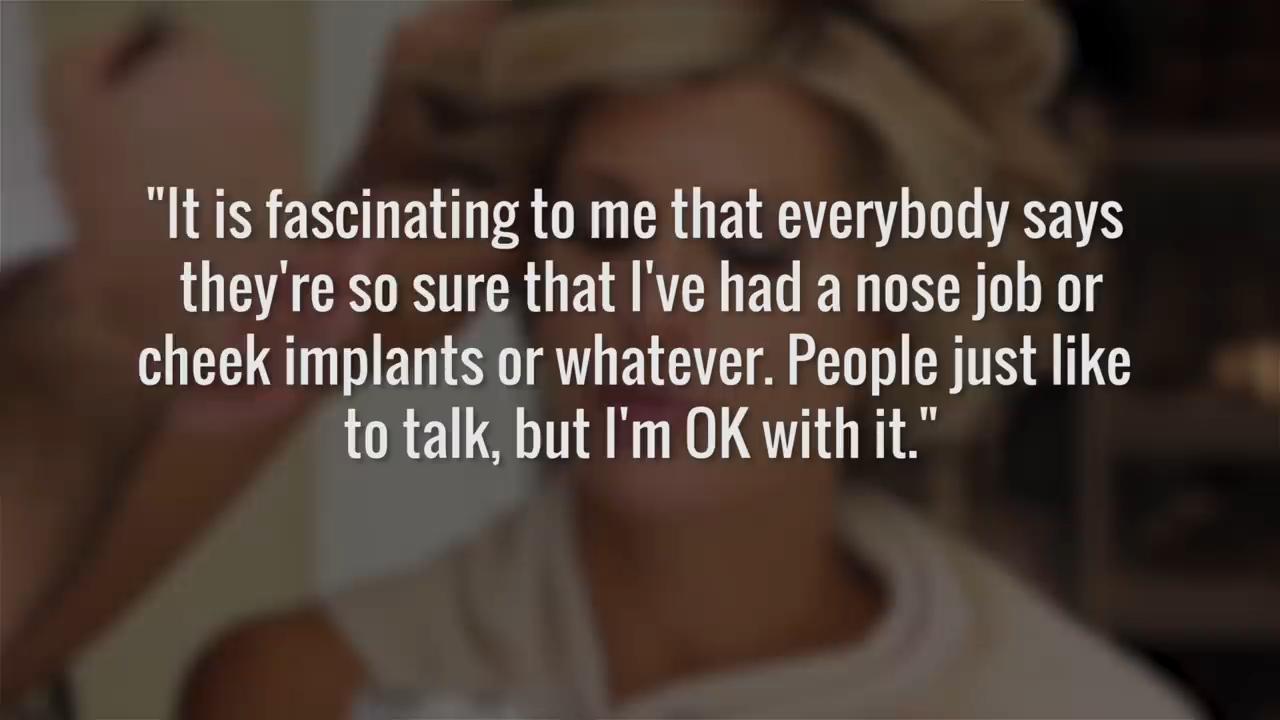 "It is fascinating to me that everybody says
they're so sure that I've had a nose job or
cheek implants or whatever. People just like
to talk, but I'm OK with it."